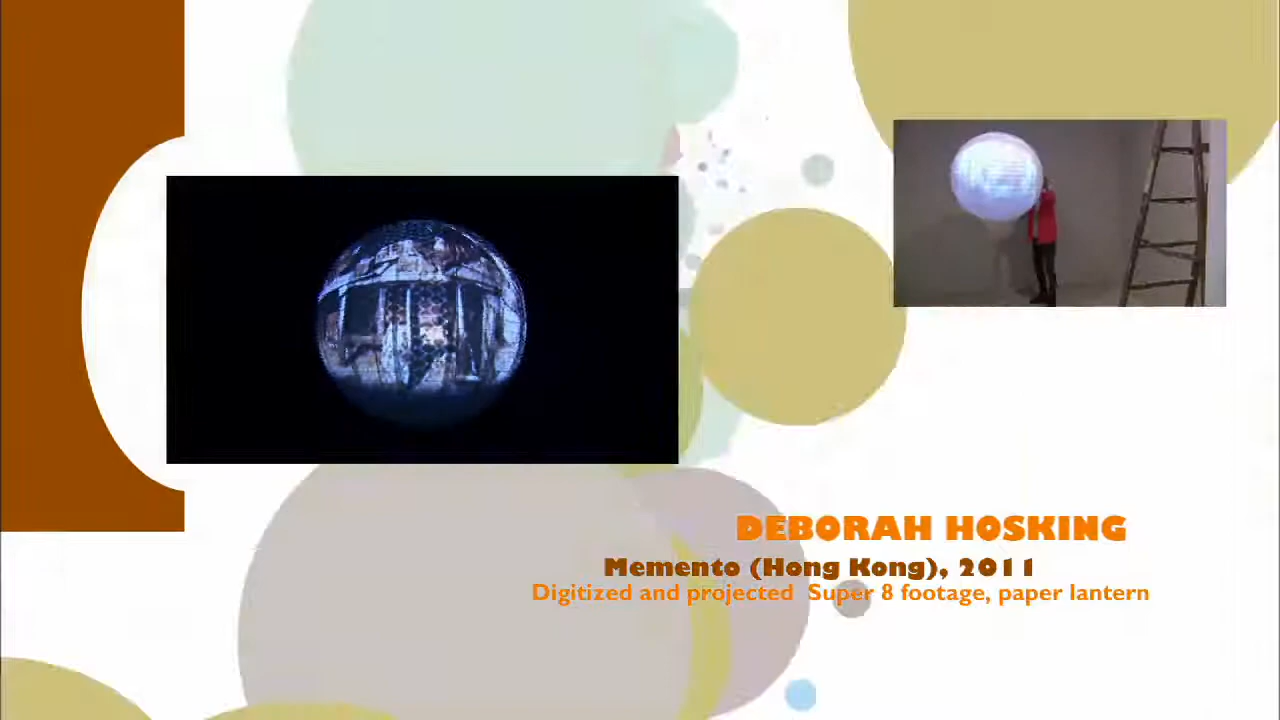 DEBORAH HOSKING
Memento (Hong Kong), 2011
Digitized and projected Super 8 footage, paper lantern